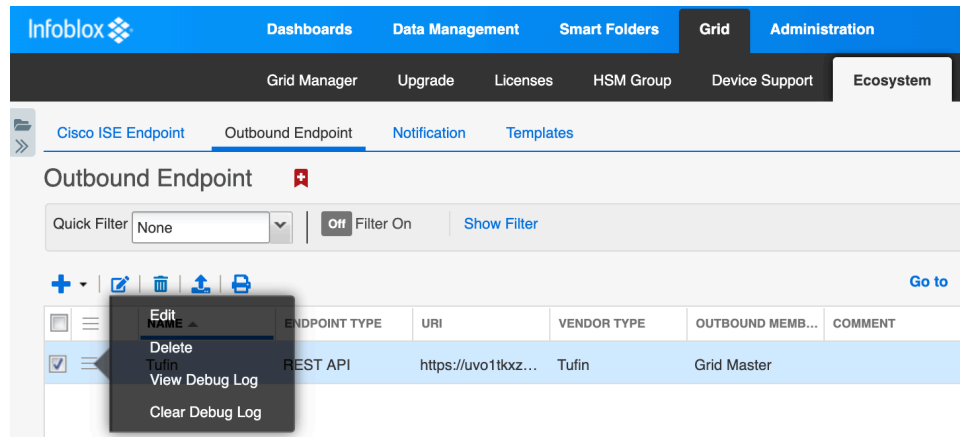 Infoblox Dashboards Data Management Smart Folders Grid Administration
Grid Manager Upgrade Licenses HSM Group Device Support Ecosystem
Cisco ISE Endpoint Outbound Endpoint Notification Templates
Outbound Endpoint
Quick Filter None Off Filter On Show Filter
Go to
NAME ENDPOINT TYPE URI VENDOR TYPE OUTBOUND MEMB... COMMENT
Tufin REST API https://uvo1tkxz... Tufin Grid Master
Edit
Delete
View Debug Log
Clear Debug Log